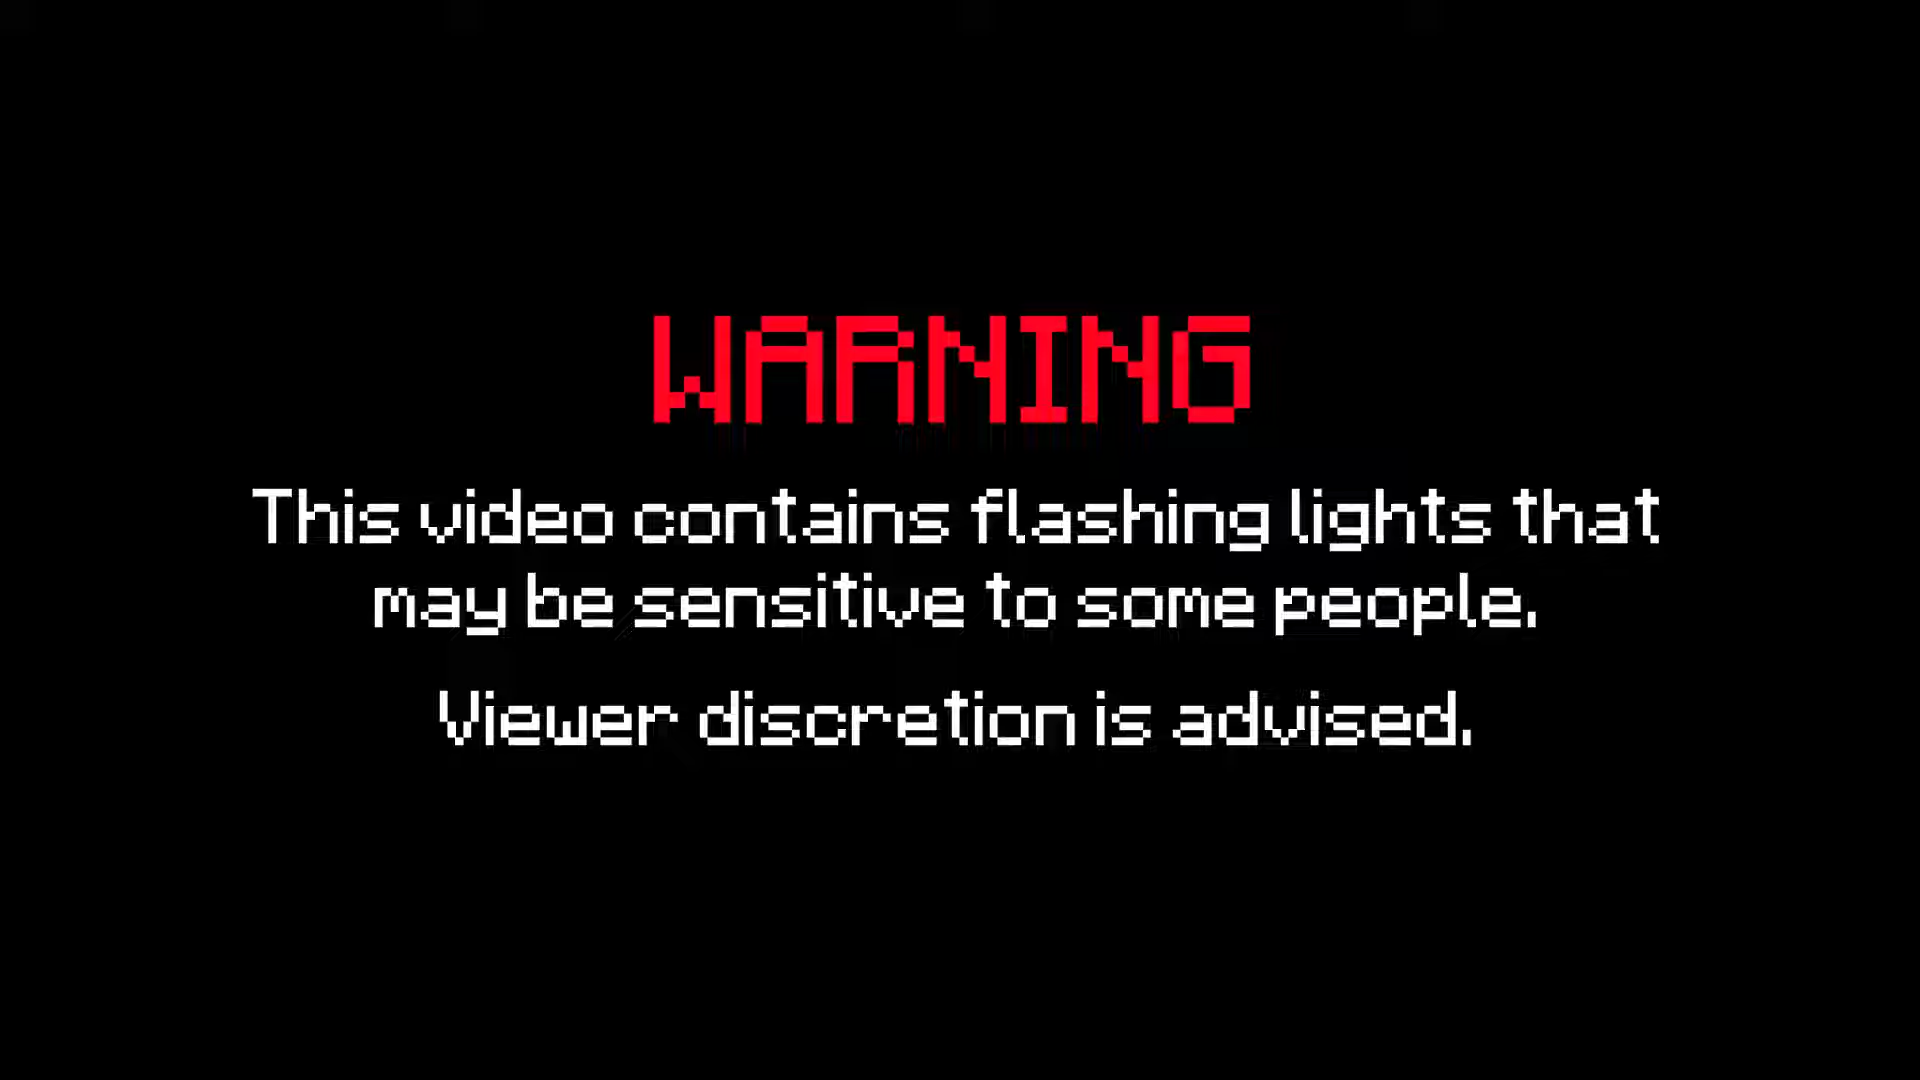 WARNING
This video contains flashing lights that
may be sensitive to some people.
Viewer discretion is advised.